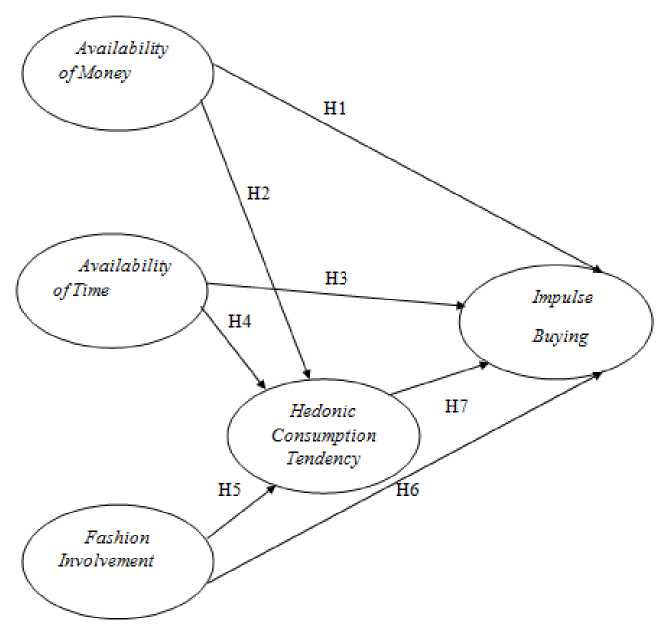 Availability
of Money
H1
H2
Availability
of Time
H3
Impulse
Buying
H4
Hedonic
Consumption
Tendency
H7
H5
H6
Fashion
Involvement